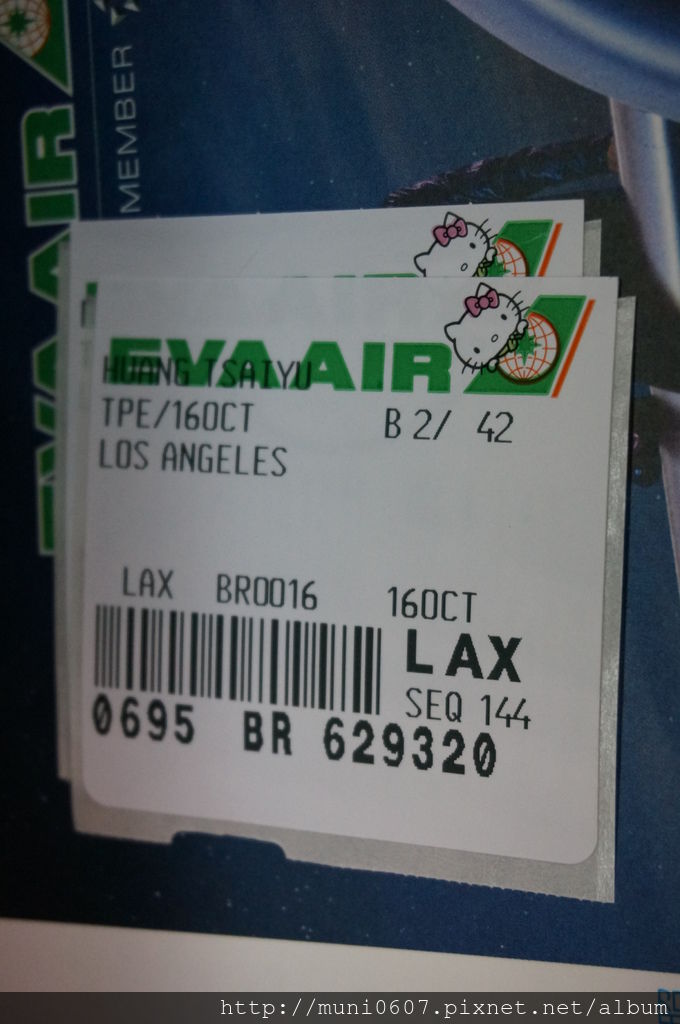 EVA AIR
MEMBER
EVA AIR
HUANG TSAIYU
TPE/16OCT B 2/ 42
LOS ANGELES
LAX BR0016 16OCT
LAX
SEQ 144
0695 BR 629320
http://muni0607.pixnet.net/album